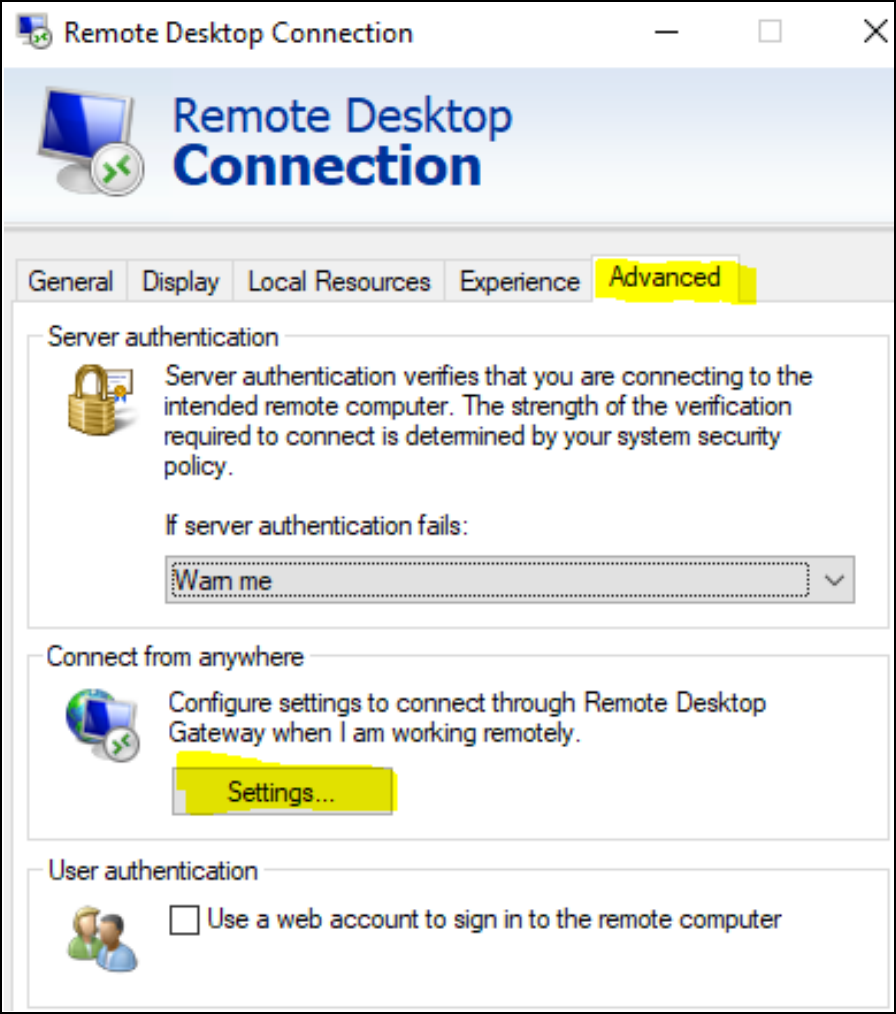 Remote Desktop Connection
Remote Desktop
Connection
General Display Local Resources Experience Advanced
Server authentication
Server authentication verifies that you are connecting to the
intended remote computer. The strength of the verification
required to connect is determined by your system security
policy.
If server authentication fails:
Warn me
Connect from anywhere
Configure settings to connect through Remote Desktop
Gateway when I am working remotely.
Settings...
User authentication
Use a web account to sign in to the remote computer